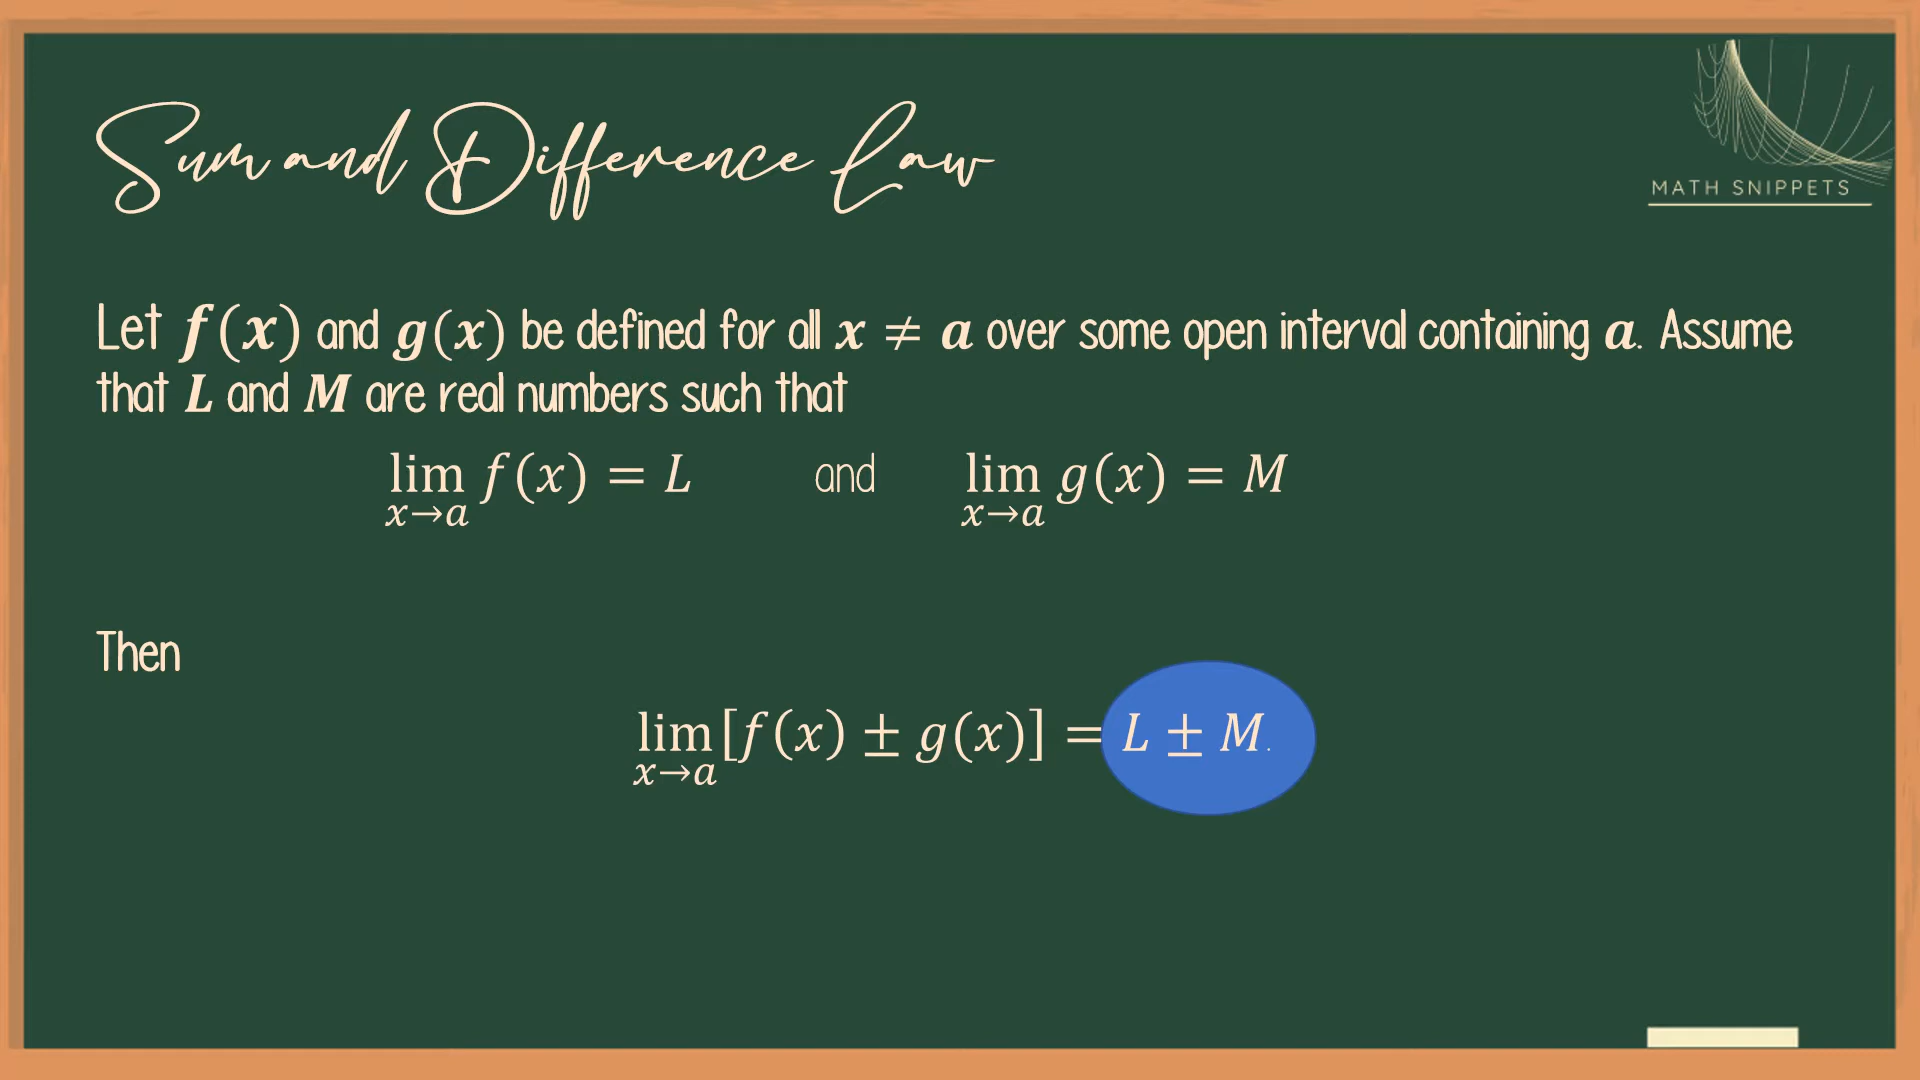 Sum and Difference Law
MATH SNIPPETS
Let f(x) and g(x) be defined for all x ≠ a over some open interval containing a. Assume
that L and M are real numbers such that
lim x→a f(x) = L and lim x→a g(x) = M
Then
lim x→a [f(x) ± g(x)] = L ± M.